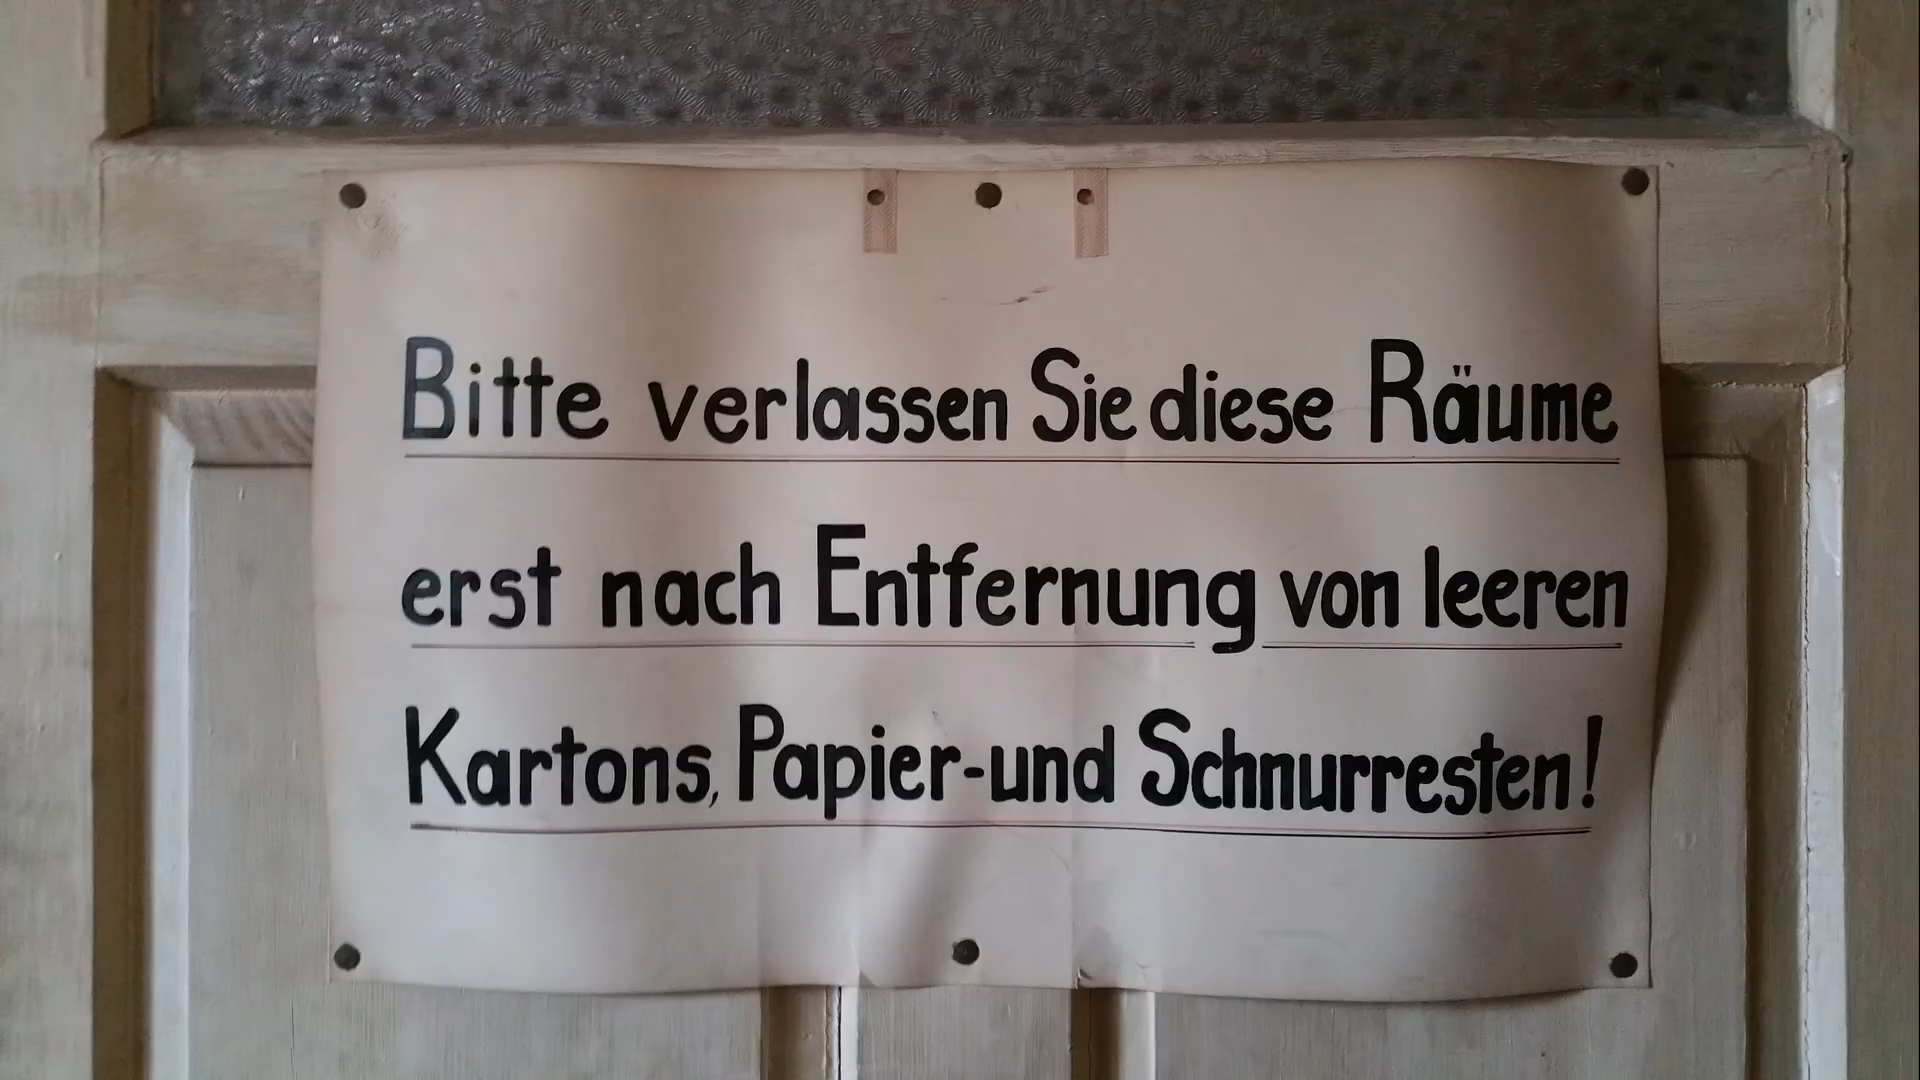 Bitte verlassen Sie diese Räume
erst nach Entfernung von leeren
Kartons, Papier-und Schnurresten!